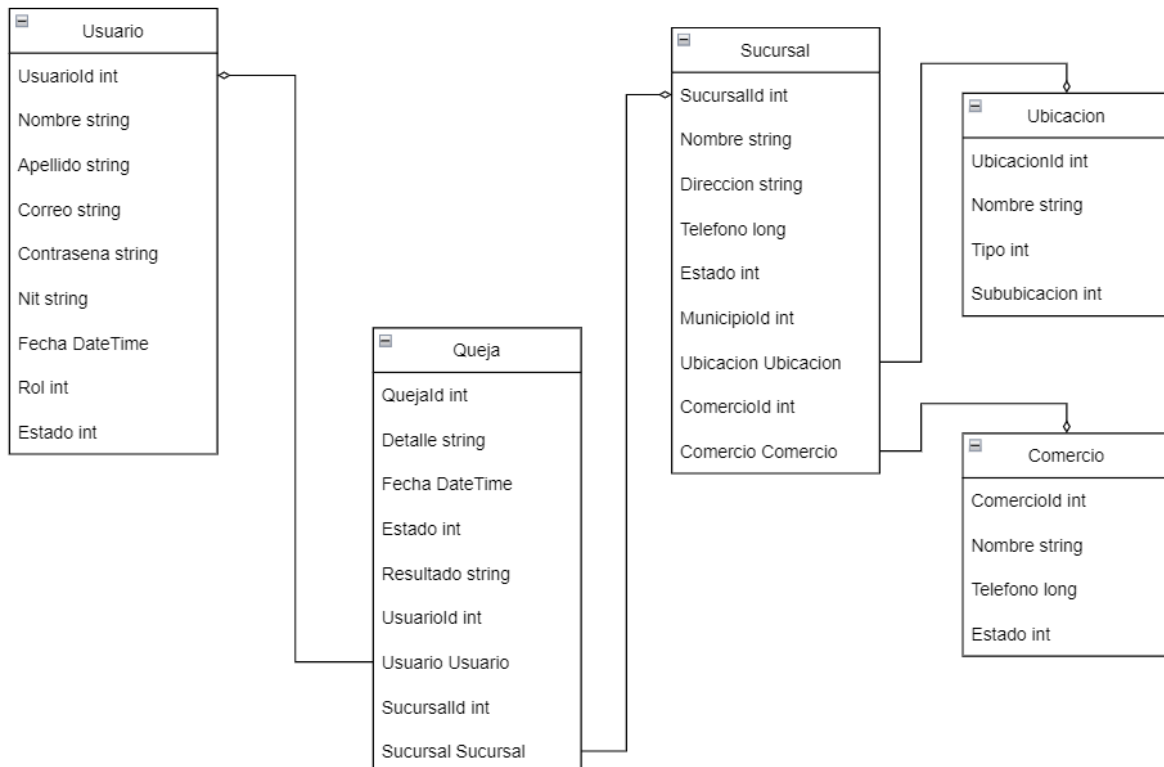 Usuario
UsuarioId int
Nombre string
Apellido string
Correo string
Contrasena string
Nit string
Fecha DateTime
Rol int
Estado int
Queja
QuejaId int
Detalle string
Fecha DateTime
Estado int
Resultado string
UsuarioId int
Usuario Usuario
SucursalId int
Sucursal Sucursal
Sucursal
SucursalId int
Nombre string
Direccion string
Telefono long
Estado int
MunicipioId int
Ubicacion Ubicacion
ComercioId int
Comercio Comercio
Ubicacion
UbicacionId int
Nombre string
Tipo int
Sububicacion int
Comercio
ComercioId int
Nombre string
Telefono long
Estado int